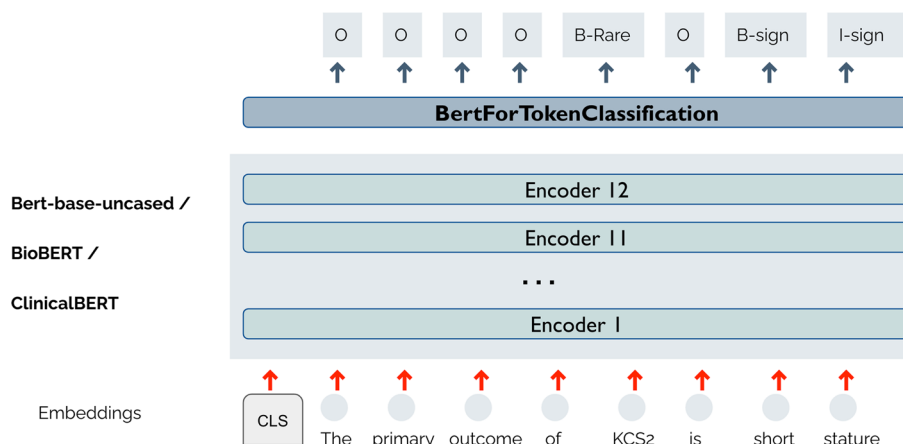 O O O O B-Rare O B-sign I-sign
BertForTokenClassification
Encoder 12
Bert-base-uncased /
Encoder 11
BioBERT /
...
ClinicalBERT
Encoder 1
Embeddings
CLS
The primary outcome of KCS2 is short stature